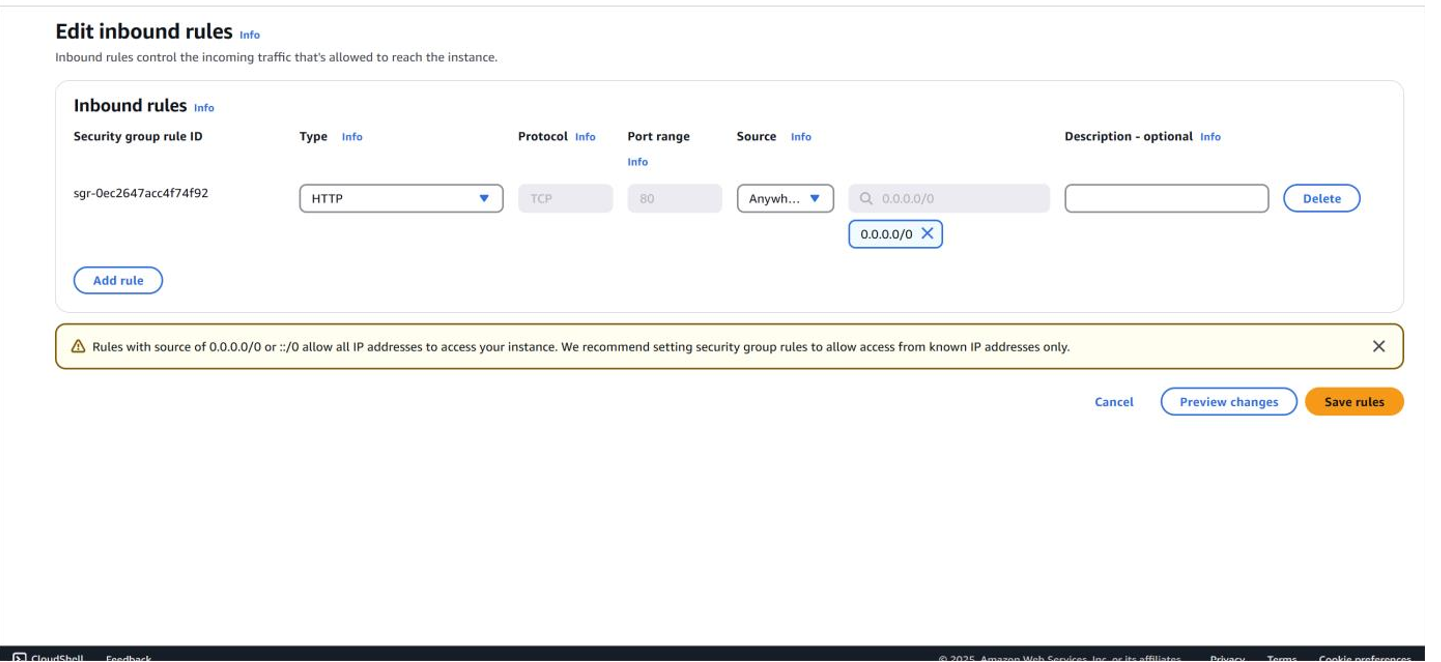 Edit inbound rules Info
Inbound rules control the incoming traffic that's allowed to reach the instance.
Inbound rules Info
Security group rule ID Type Info Protocol Info Port range Info Source Info Description - optional Info
sgr-0ec2647acc4f74f92 HTTP TCP 80 Anywh... 0.0.0.0/0 Delete
0.0.0.0/0
Add rule
Rules with source of 0.0.0.0/0 or ::/0 allow all IP addresses to access your instance. We recommend setting security group rules to allow access from known IP addresses only.
Cancel Preview changes Save rules
CloudShell Feedback © 2025, Amazon Web Services, Inc. or its affiliates. Privacy Terms Cookie preferences